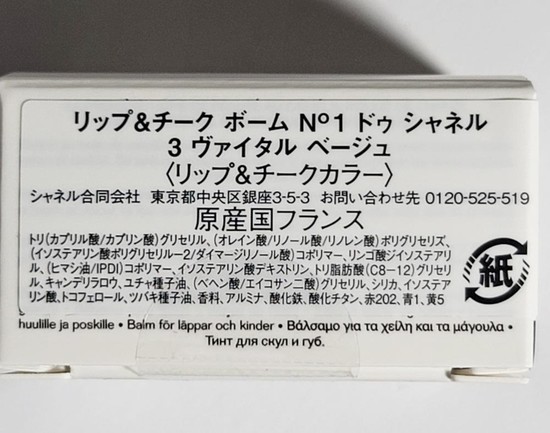 リップ&チーク ボーム Nº1 ドゥ シャネル
3 ヴァイタル ベージュ
〈リップ&チークカラー〉
シャネル合同会社 東京都中央区銀座3-5-3 お問い合わせ先 0120-525-519
原産国フランス
トリ(カプリル酸/カプリン酸)グリセリル、(オレイン酸/リノール酸/リノレン酸)ポリグリセリズ、
(イソステアリン酸ポリグリセリル-2/ダイマージリノール酸)コポリマー、リンゴ酸ジイソステアリ
ル、(ヒマシ油/IPDI)コポリマー、イソステアリン酸デキストリン、トリ脂肪酸(C8-12)グリセリ
ル、キャンデリラロウ、ユチャ種子油、(ベヘン酸/エイコサン二酸)グリセリル、シリカ、イソステア
リン酸、トコフェロール、ツバキ種子油、香料、アルミナ、酸化鉄、酸化チタン、赤202、青1、黄5
紙
huulille ja poskille • Balm för läppar och kinder • Βάλσαμο για τα χείλη και τα μάγουλα •
Тинт для скул и губ.